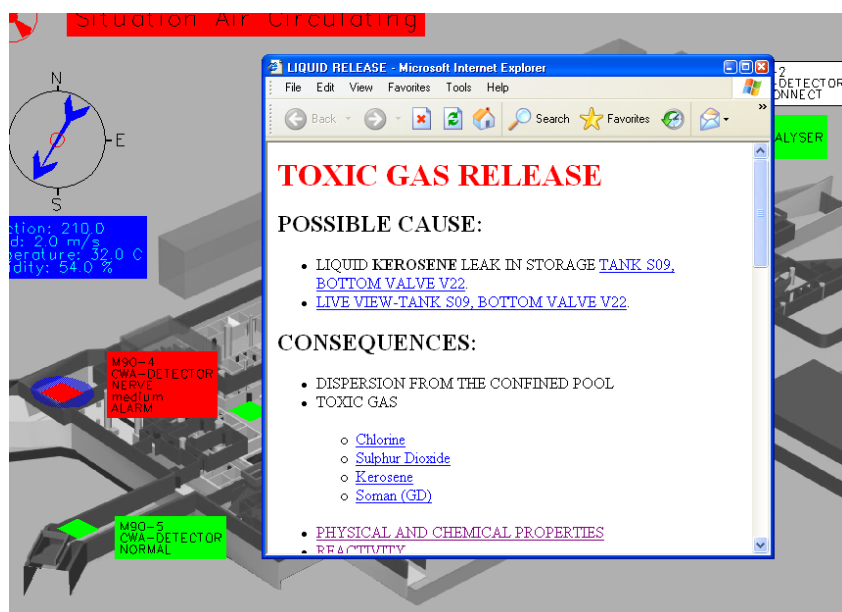 Situation Air Circulating
LIQUID RELEASE - Microsoft Internet Explorer
File Edit View Favorites Tools Help
Back Search Favorites »
N
E
S
ction: 210.0
d: 2.0 m/s
perature: 32.0 C
idity: 54.0 %
-2
-DETECTOR
ONNECT
ALYSER
TOXIC GAS RELEASE
POSSIBLE CAUSE:
• LIQUID KEROSENE LEAK IN STORAGE TANK S09,
BOTTOM VALVE V22.
• LIVE VIEW-TANK S09, BOTTOM VALVE V22.
CONSEQUENCES:
• DISPERSION FROM THE CONFINED POOL
• TOXIC GAS
o Chlorine
o Sulphur Dioxide
o Kerosene
o Soman (GD)
• PHYSICAL AND CHEMICAL PROPERTIES
• REACTIVITY
M90-4
CWA-DETECTOR
NERVE
medium
ALARM
M90-5
CWA-DETECTOR
NORMAL